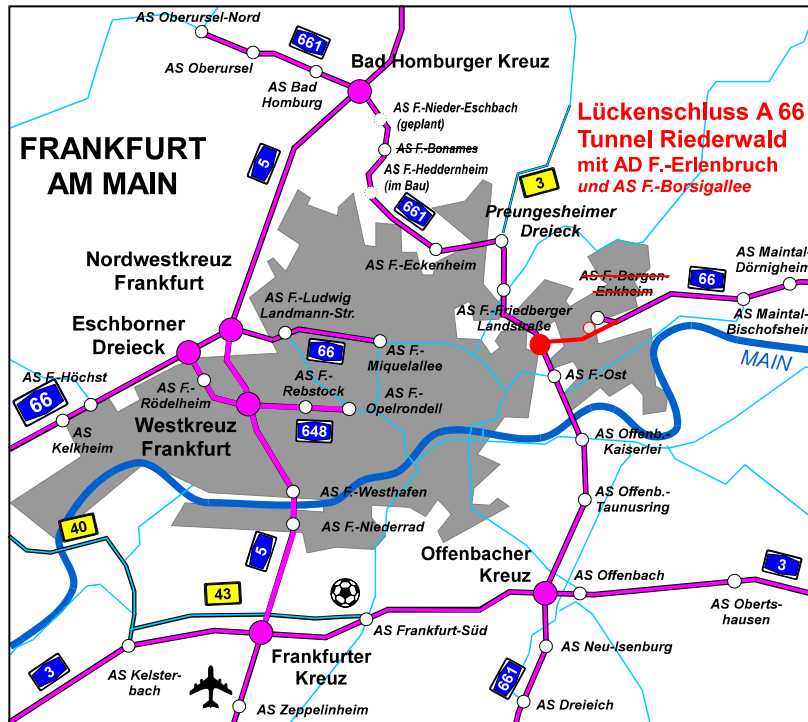 AS Oberursel-Nord
661
AS Oberursel
Bad Homburger Kreuz
AS Bad
Homburg
AS F.-Nieder-Eschbach
(geplant)
Lückenschluss A 66
Tunnel Riederwald
mit AD F.-Erlenbruch
und AS F.-Borsigallee
FRANKFURT
AM MAIN
5
AS F.-Bonames
AS F.-Heddernheim
(im Bau)
3
661
Preungesheimer
Dreieck
AS F.-Eckenheim
Nordwestkreuz
Frankfurt
AS F.-Bergen-
Enkheim
66
AS Maintal-
Dörnigheim
AS F.-Ludwig
Landmann-Str.
AS F.-Friedberger
Landstraße
AS Maintal-
Bischofsheim
Eschborner
Dreieck
66
AS F.-
Miquelallee
MAIN
AS F.-Höchst
66
AS F.-
Rödelheim
AS F.-
Rebstock
AS F.-
Opelrondell
AS F.-Ost
AS
Kelkheim
Westkreuz
Frankfurt
648
AS Offenb.-
Kaiserlei
AS F.-Westhafen
AS Offenb.-
Taunusring
40
AS F.-Niederrad
5
Offenbacher
Kreuz
3
43
AS Offenbach
AS Oberts-
hausen
AS Frankfurt-Süd
3
AS Kelster-
bach
Frankfurter
Kreuz
AS Neu-Isenburg
661
AS Zeppelinheim
AS Dreieich